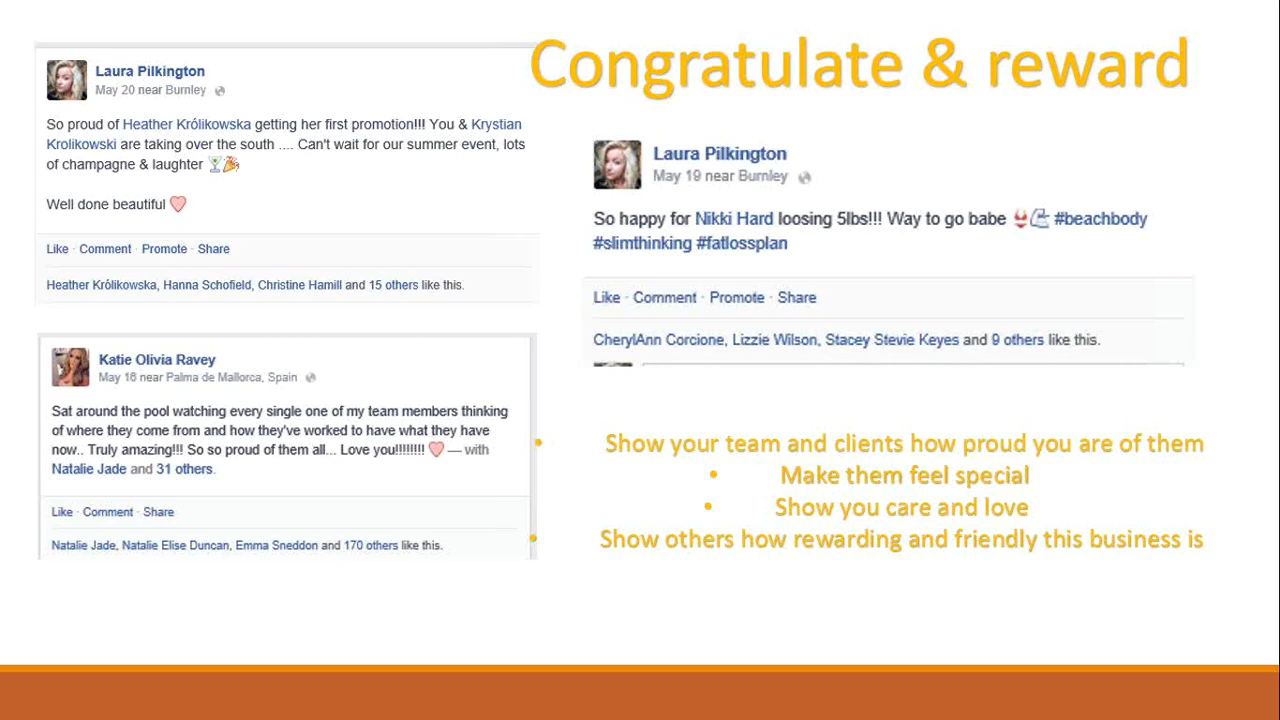 Congratulate & reward
Laura Pilkington
May 20 near Burnley
So proud of Heather Królikowska getting her first promotion!!! You & Krystian
Krolikowski are taking over the south .... Can't wait for our summer event, lots
of champagne & laughter 🍸🎉
Well done beautiful ❤
Like · Comment · Promote · Share
Heather Królikowska, Hanna Schofield, Christine Hamill and 15 others like this.
Katie Olivia Ravey
May 16 near Palma de Mallorca, Spain
Sat around the pool watching every single one of my team members thinking
of where they come from and how they've worked to have what they have
now.. Truly amazing!!! So so proud of them all... Love you!!!!!!!! ❤ — with
Natalie Jade and 31 others.
Like · Comment · Share
Natalie Jade, Natalie Elise Duncan, Emma Sneddon and 170 others like this.
Laura Pilkington
May 19 near Burnley
So happy for Nikki Hard loosing 5lbs!!! Way to go babe 👙💪 #beachbody
#slimthinking #fatlossplan
Like · Comment · Promote · Share
CherylAnn Corcione, Lizzie Wilson, Stacey Stevie Keyes and 9 others like this.
• Show your team and clients how proud you are of them
• Make them feel special
• Show you care and love
• Show others how rewarding and friendly this business is